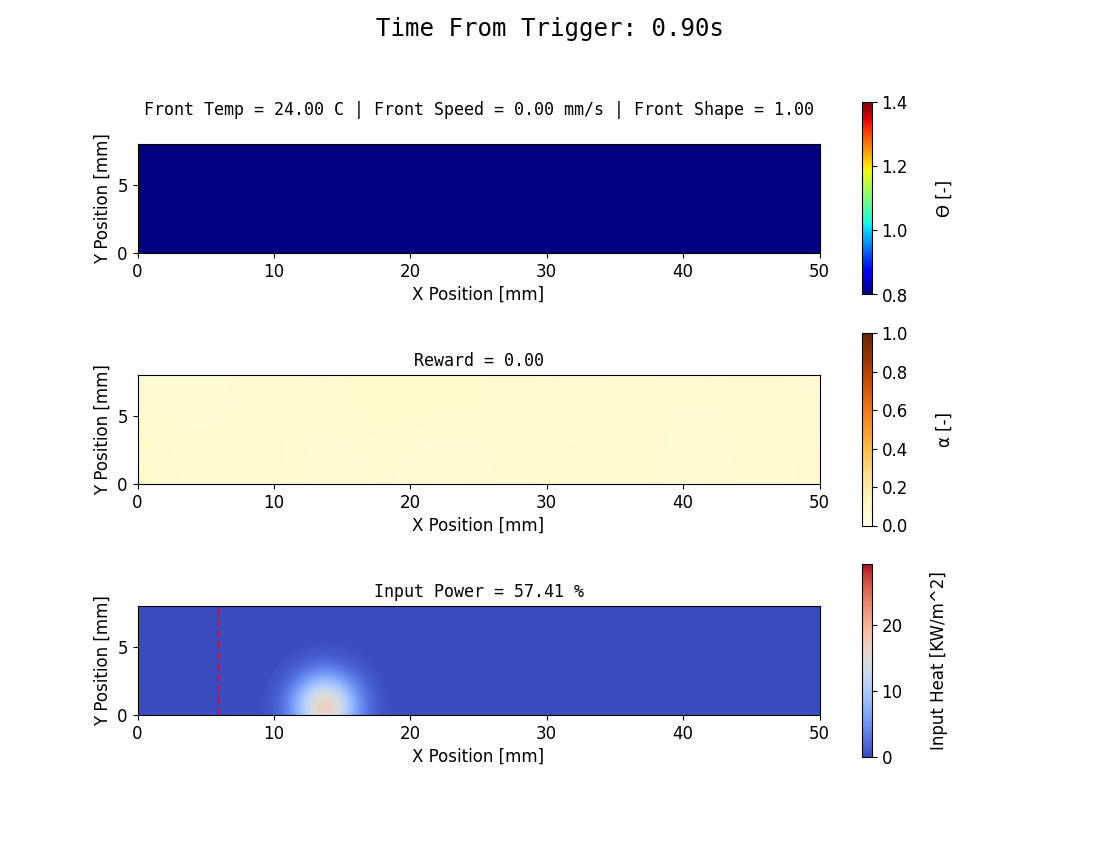 Time From Trigger: 0.90s
Front Temp = 24.00 C | Front Speed = 0.00 mm/s | Front Shape = 1.00
Y Position [mm]
5
0
0 10 20 30 40 50
X Position [mm]
1.4
1.2
1.0
0.8
Θ [-]
Reward = 0.00
Y Position [mm]
5
0
0 10 20 30 40 50
X Position [mm]
1.0
0.8
0.6
0.4
0.2
0.0
α [-]
Input Power = 57.41 %
Y Position [mm]
5
0
0 10 20 30 40 50
X Position [mm]
20
10
0
Input Heat [KW/m^2]